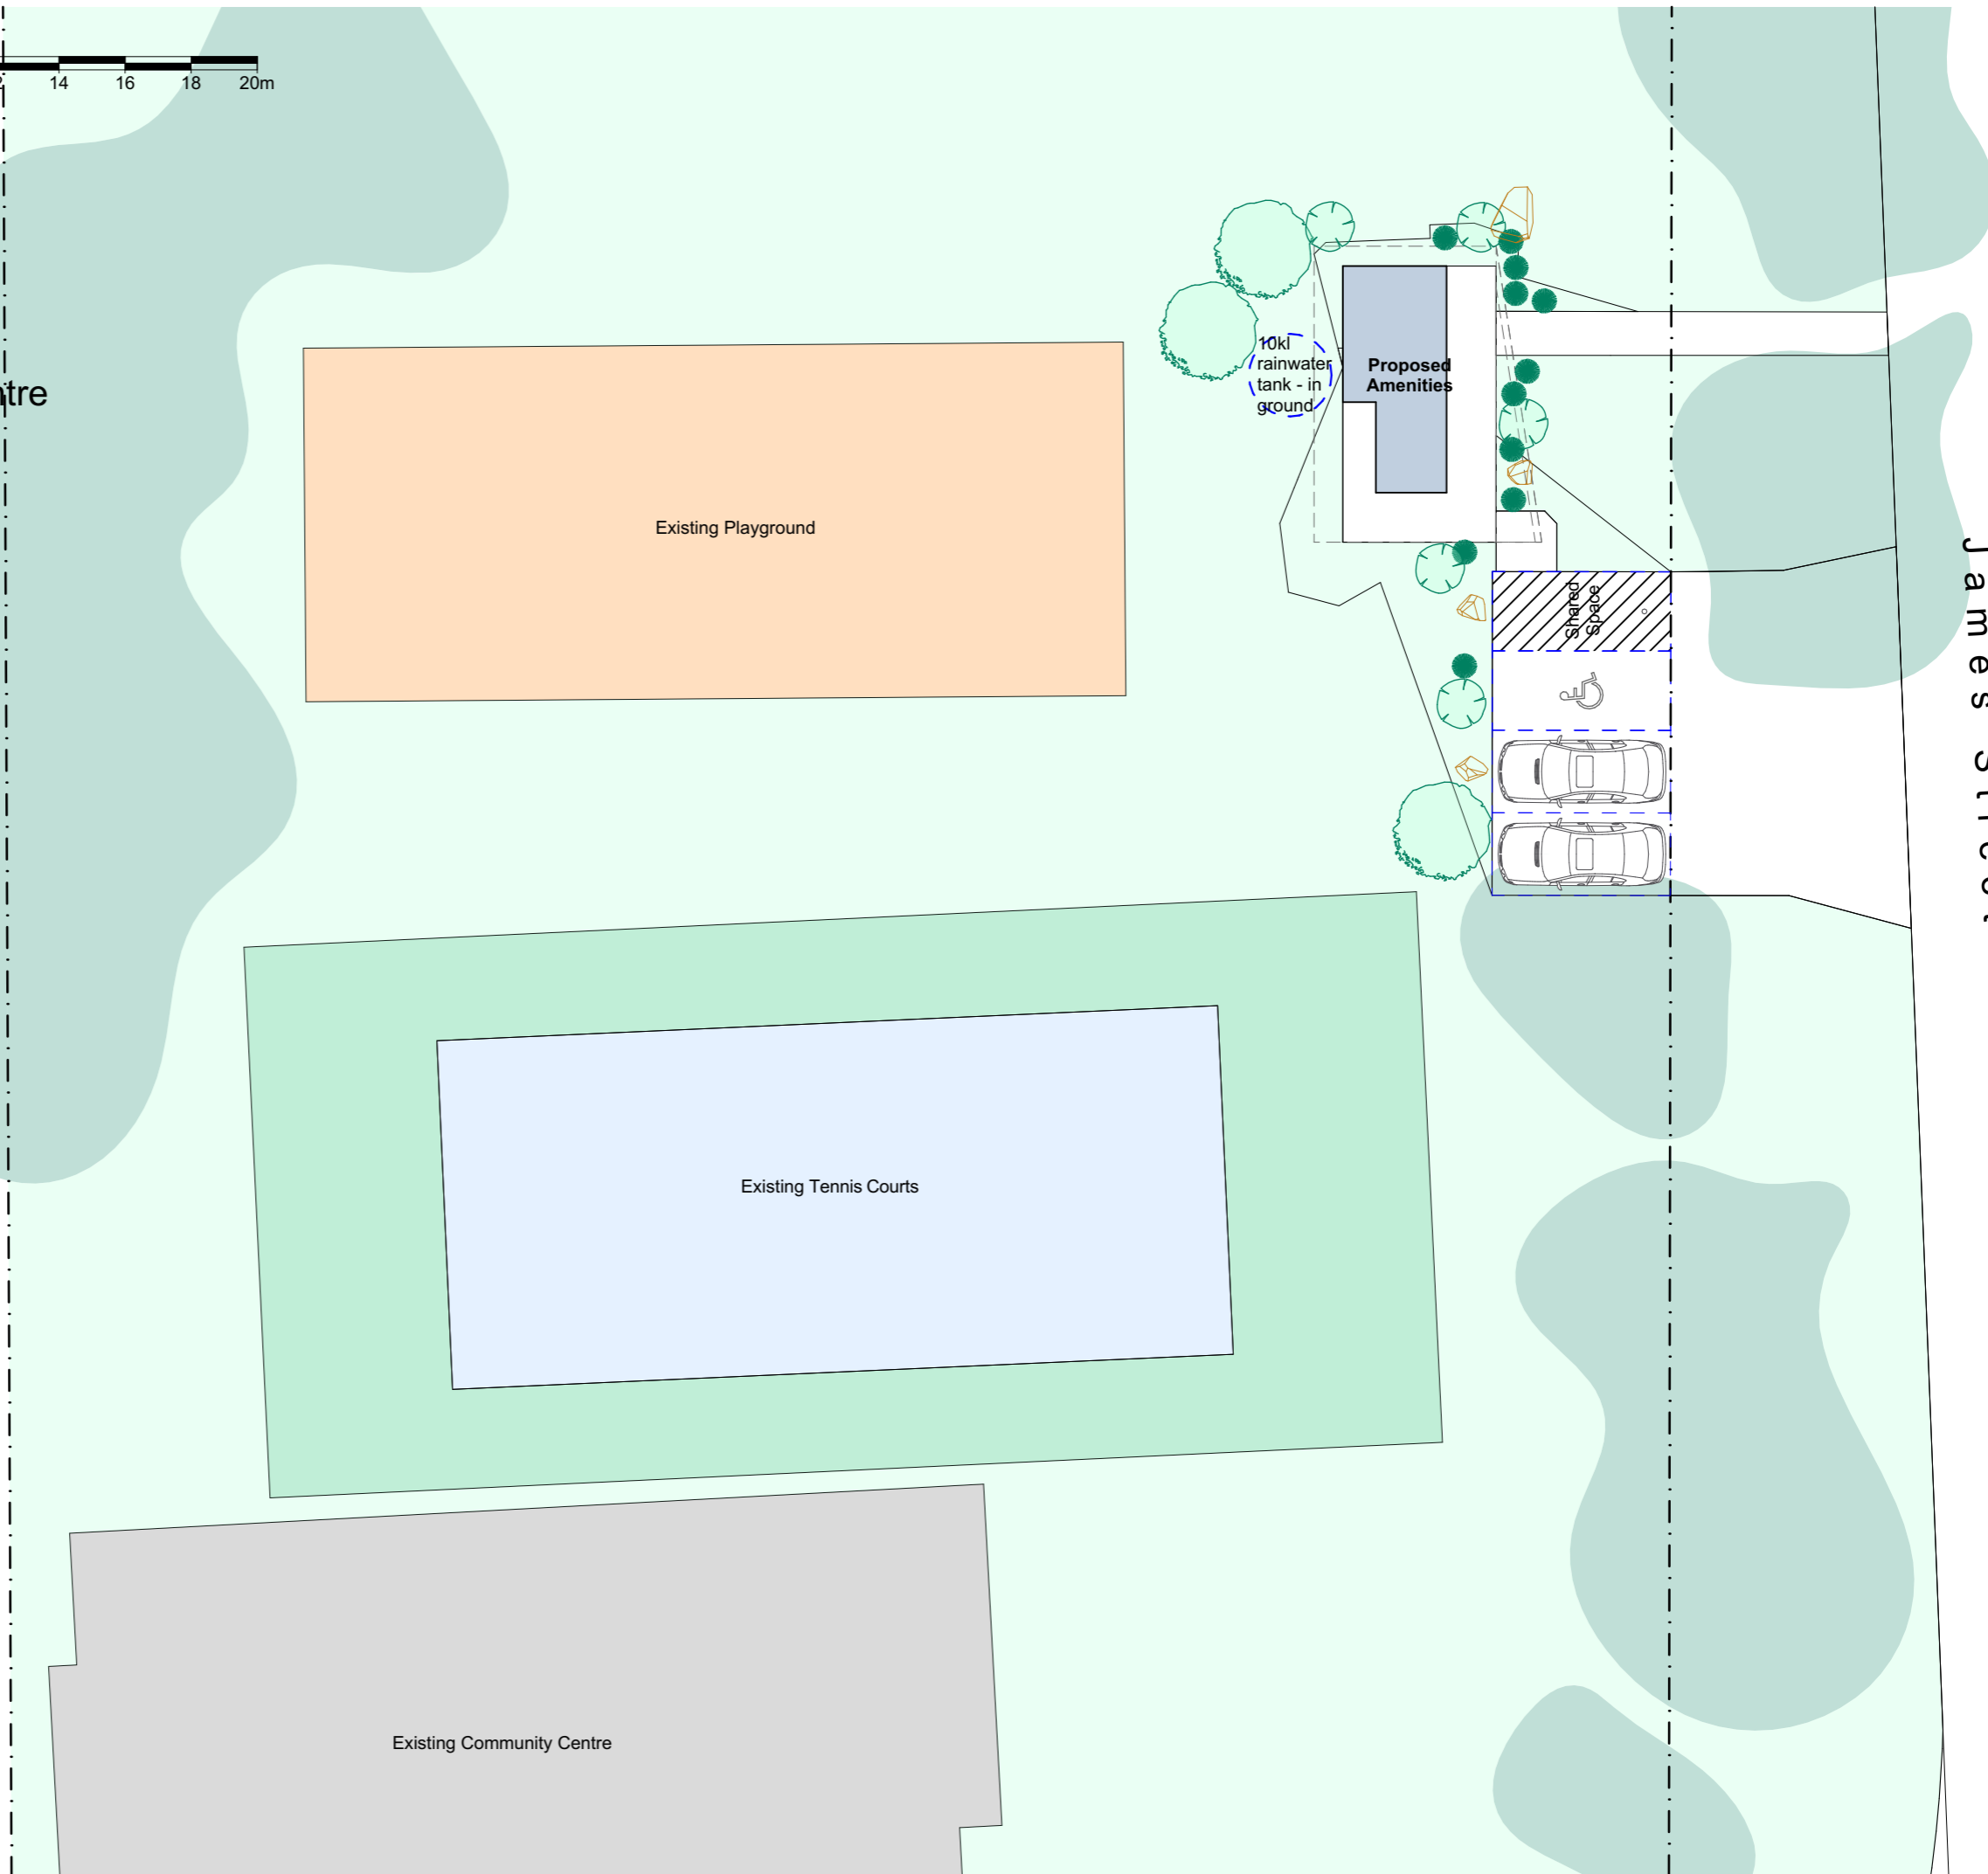 14 16 18 20m
10kl
rainwater
tank - in
ground
Proposed
Amenities
Existing Playground
Shared
Space
James Street
Existing Tennis Courts
Existing Community Centre